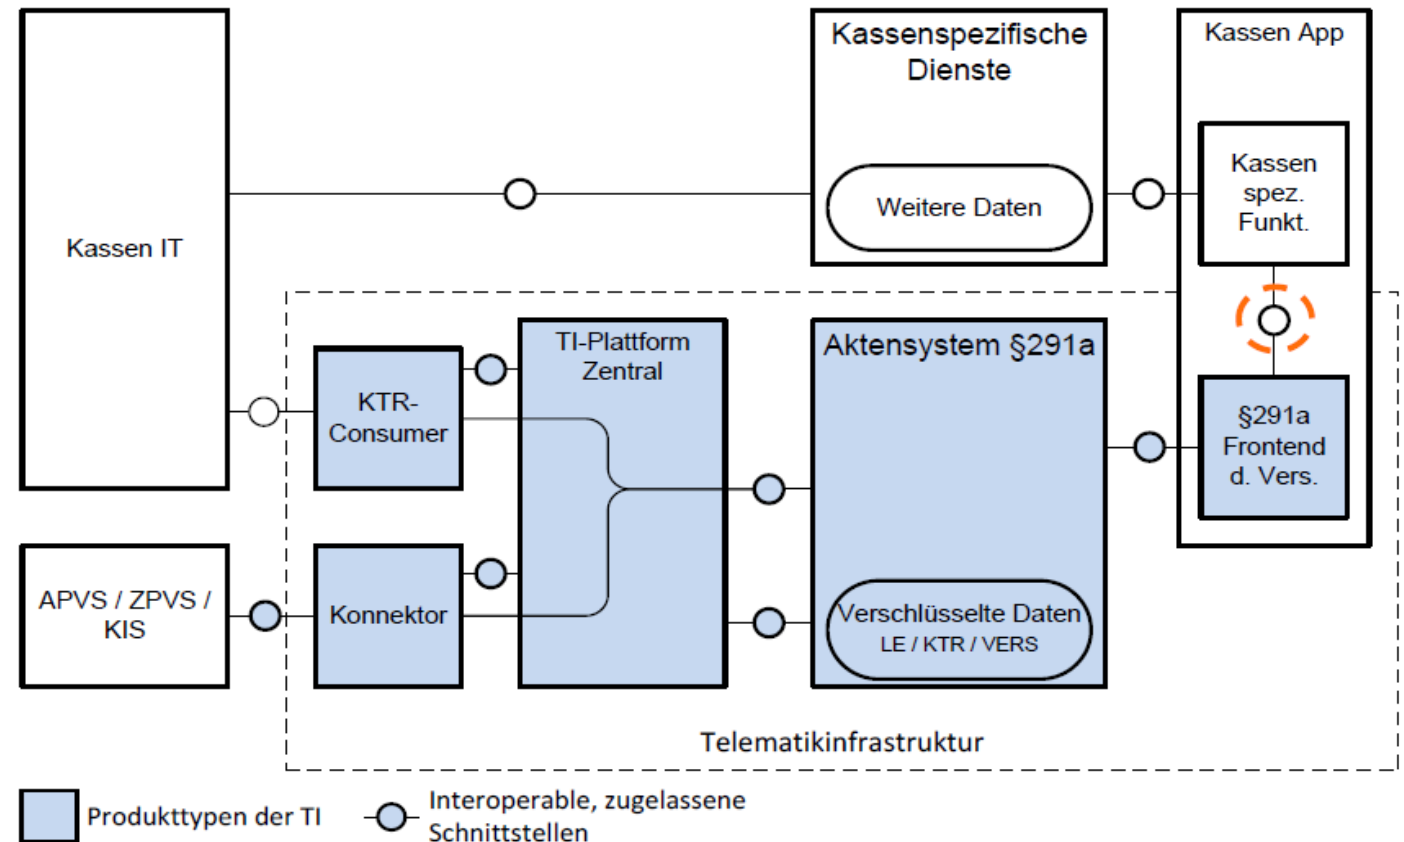 Kassen IT
Kassenspezifische
Dienste
Weitere Daten
Kassen App
Kassen
spez.
Funkt.
KTR-
Consumer
TI-Plattform
Zentral
Aktensystem §291a
§291a
Frontend
d. Vers.
APVS / ZPVS /
KIS
Konnektor
Verschlüsselte Daten
LE / KTR / VERS
Telematikinfrastruktur
Produkttypen der TI
Interoperable, zugelassene
Schnittstellen